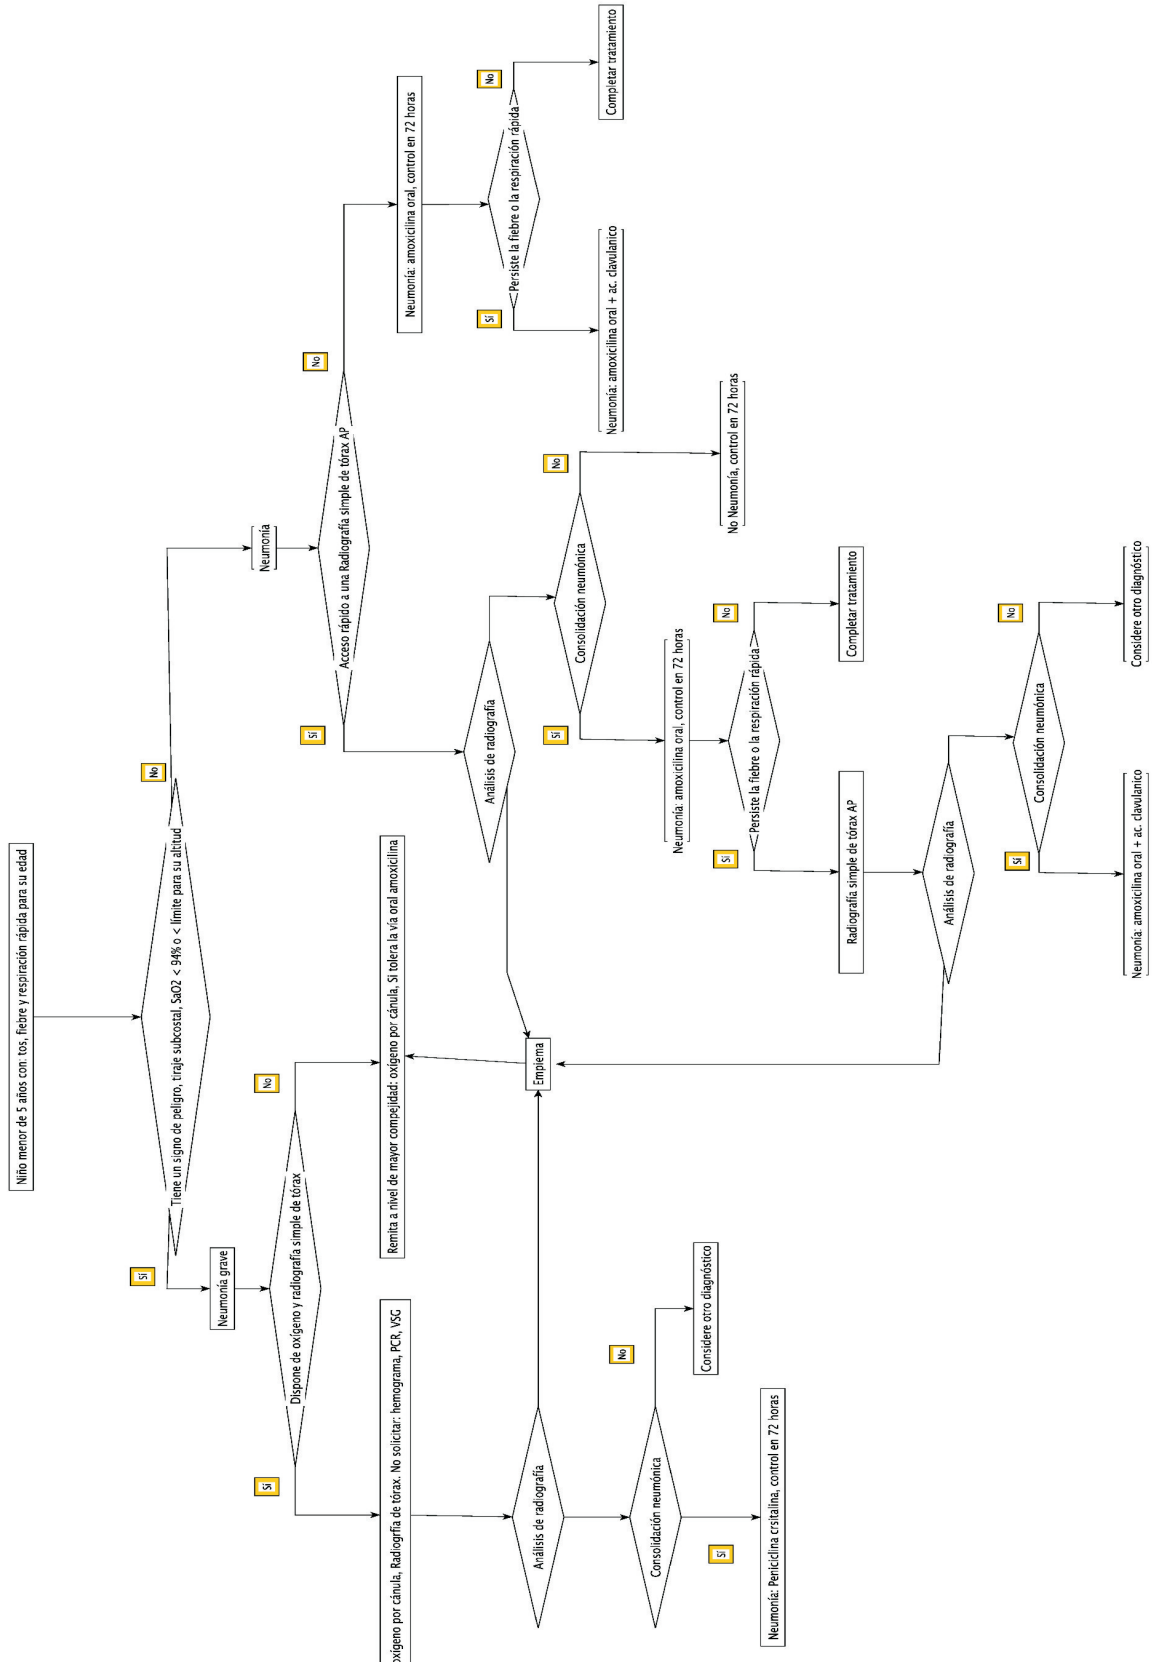 Niño menor de 5 años con: tos, fiebre y respiración rápida para su edad
Tiene un signo de peligro, tiraje subcostal, SaO2 < 94% o < límite para su altitud
Sí
No
Neumonía grave
Neumonía
Dispone de oxígeno y radiografía simple de tórax
Sí
No
Acceso rápido a una Radiografía simple de tórax AP
Sí
No
oxígeno por cánula, Radiogrfía de tórax. No solicitar: hemograma, PCR, VSG
Remita a nivel de mayor compejidad: oxígeno por cánula, Si tolera la vía oral amoxicilina
Neumonía: amoxicilina oral, control en 72 horas
Análisis de radiografía
Persiste la fiebre o la respiración rápida
Sí
No
Análisis de radiografía
Empiema
Consolidación neumónica
Sí
No
Neumonía: amoxicilina oral + ac. clavulanico
Completar tratamiento
Consolidación neumónica
Sí
No
Considere otro diagnóstico
Neumonía: amoxicilina oral, control en 72 horas
No Neumonía, control en 72 horas
Neumonía: Peniciclina crsitalina, control en 72 horas
Persiste la fiebre o la respiración rápida
Sí
No
Radiografía simple de tórax AP
Completar tratamiento
Análisis de radiografía
Consolidación neumónica
Sí
No
Neumonía: amoxicilina oral + ac. clavulanico
Considere otro diagnóstico